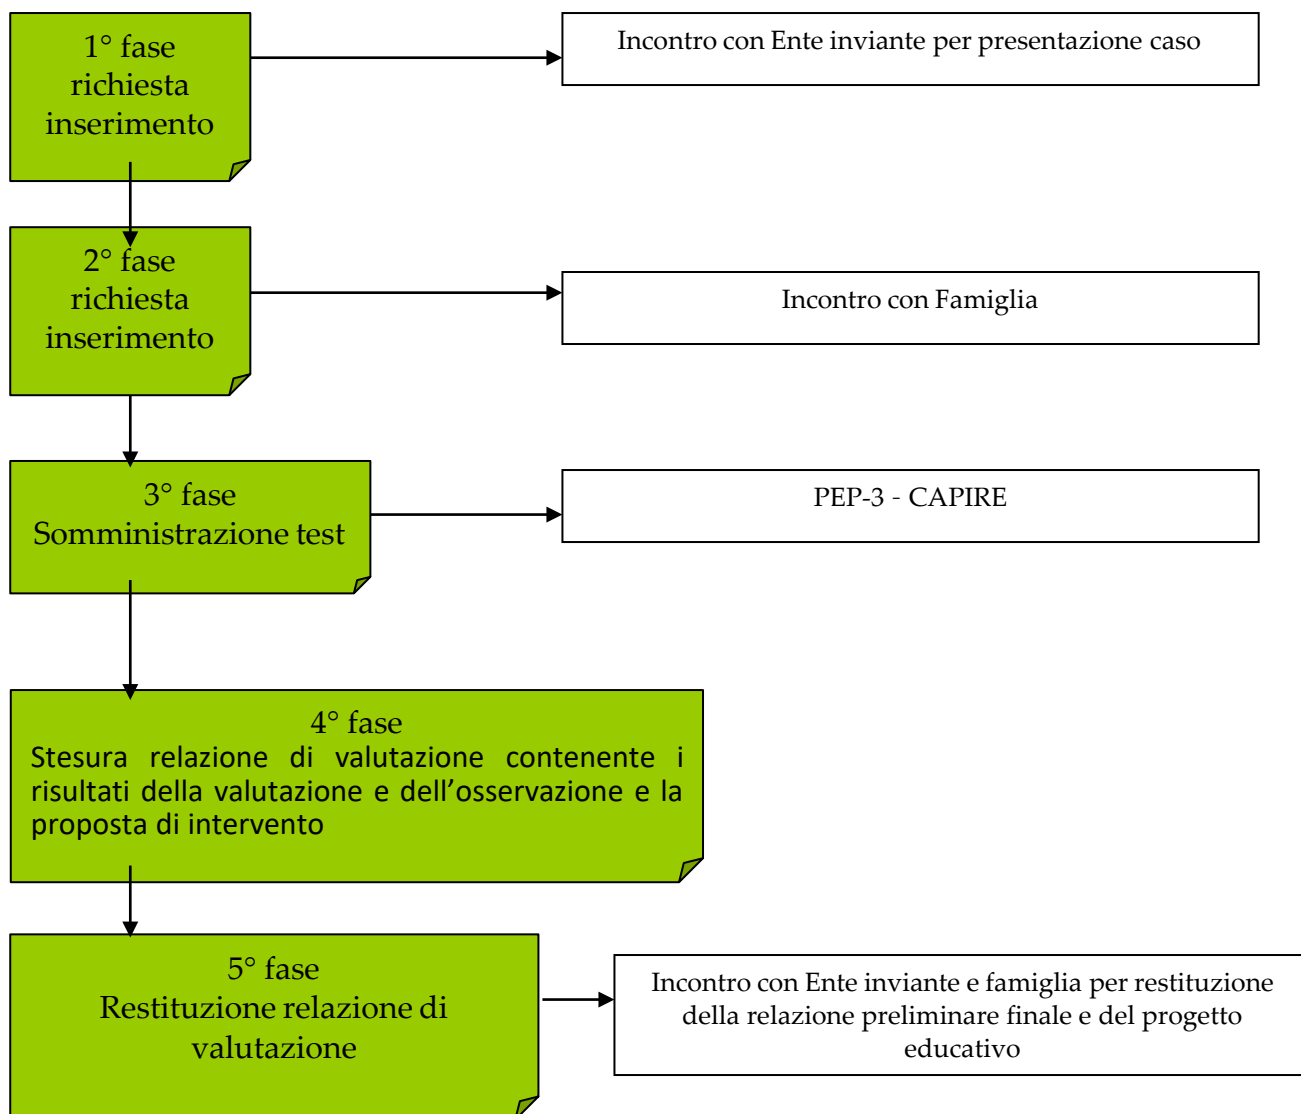 1° fase
richiesta
inserimento
Incontro con Ente inviante per presentazione caso
2° fase
richiesta
inserimento
Incontro con Famiglia
3° fase
Somministrazione test
PEP-3 - CAPIRE
4° fase
Stesura relazione di valutazione contenente i
risultati della valutazione e dell’osservazione e la
proposta di intervento
5° fase
Restituzione relazione di
valutazione
Incontro con Ente inviante e famiglia per restituzione
della relazione preliminare finale e del progetto
educativo